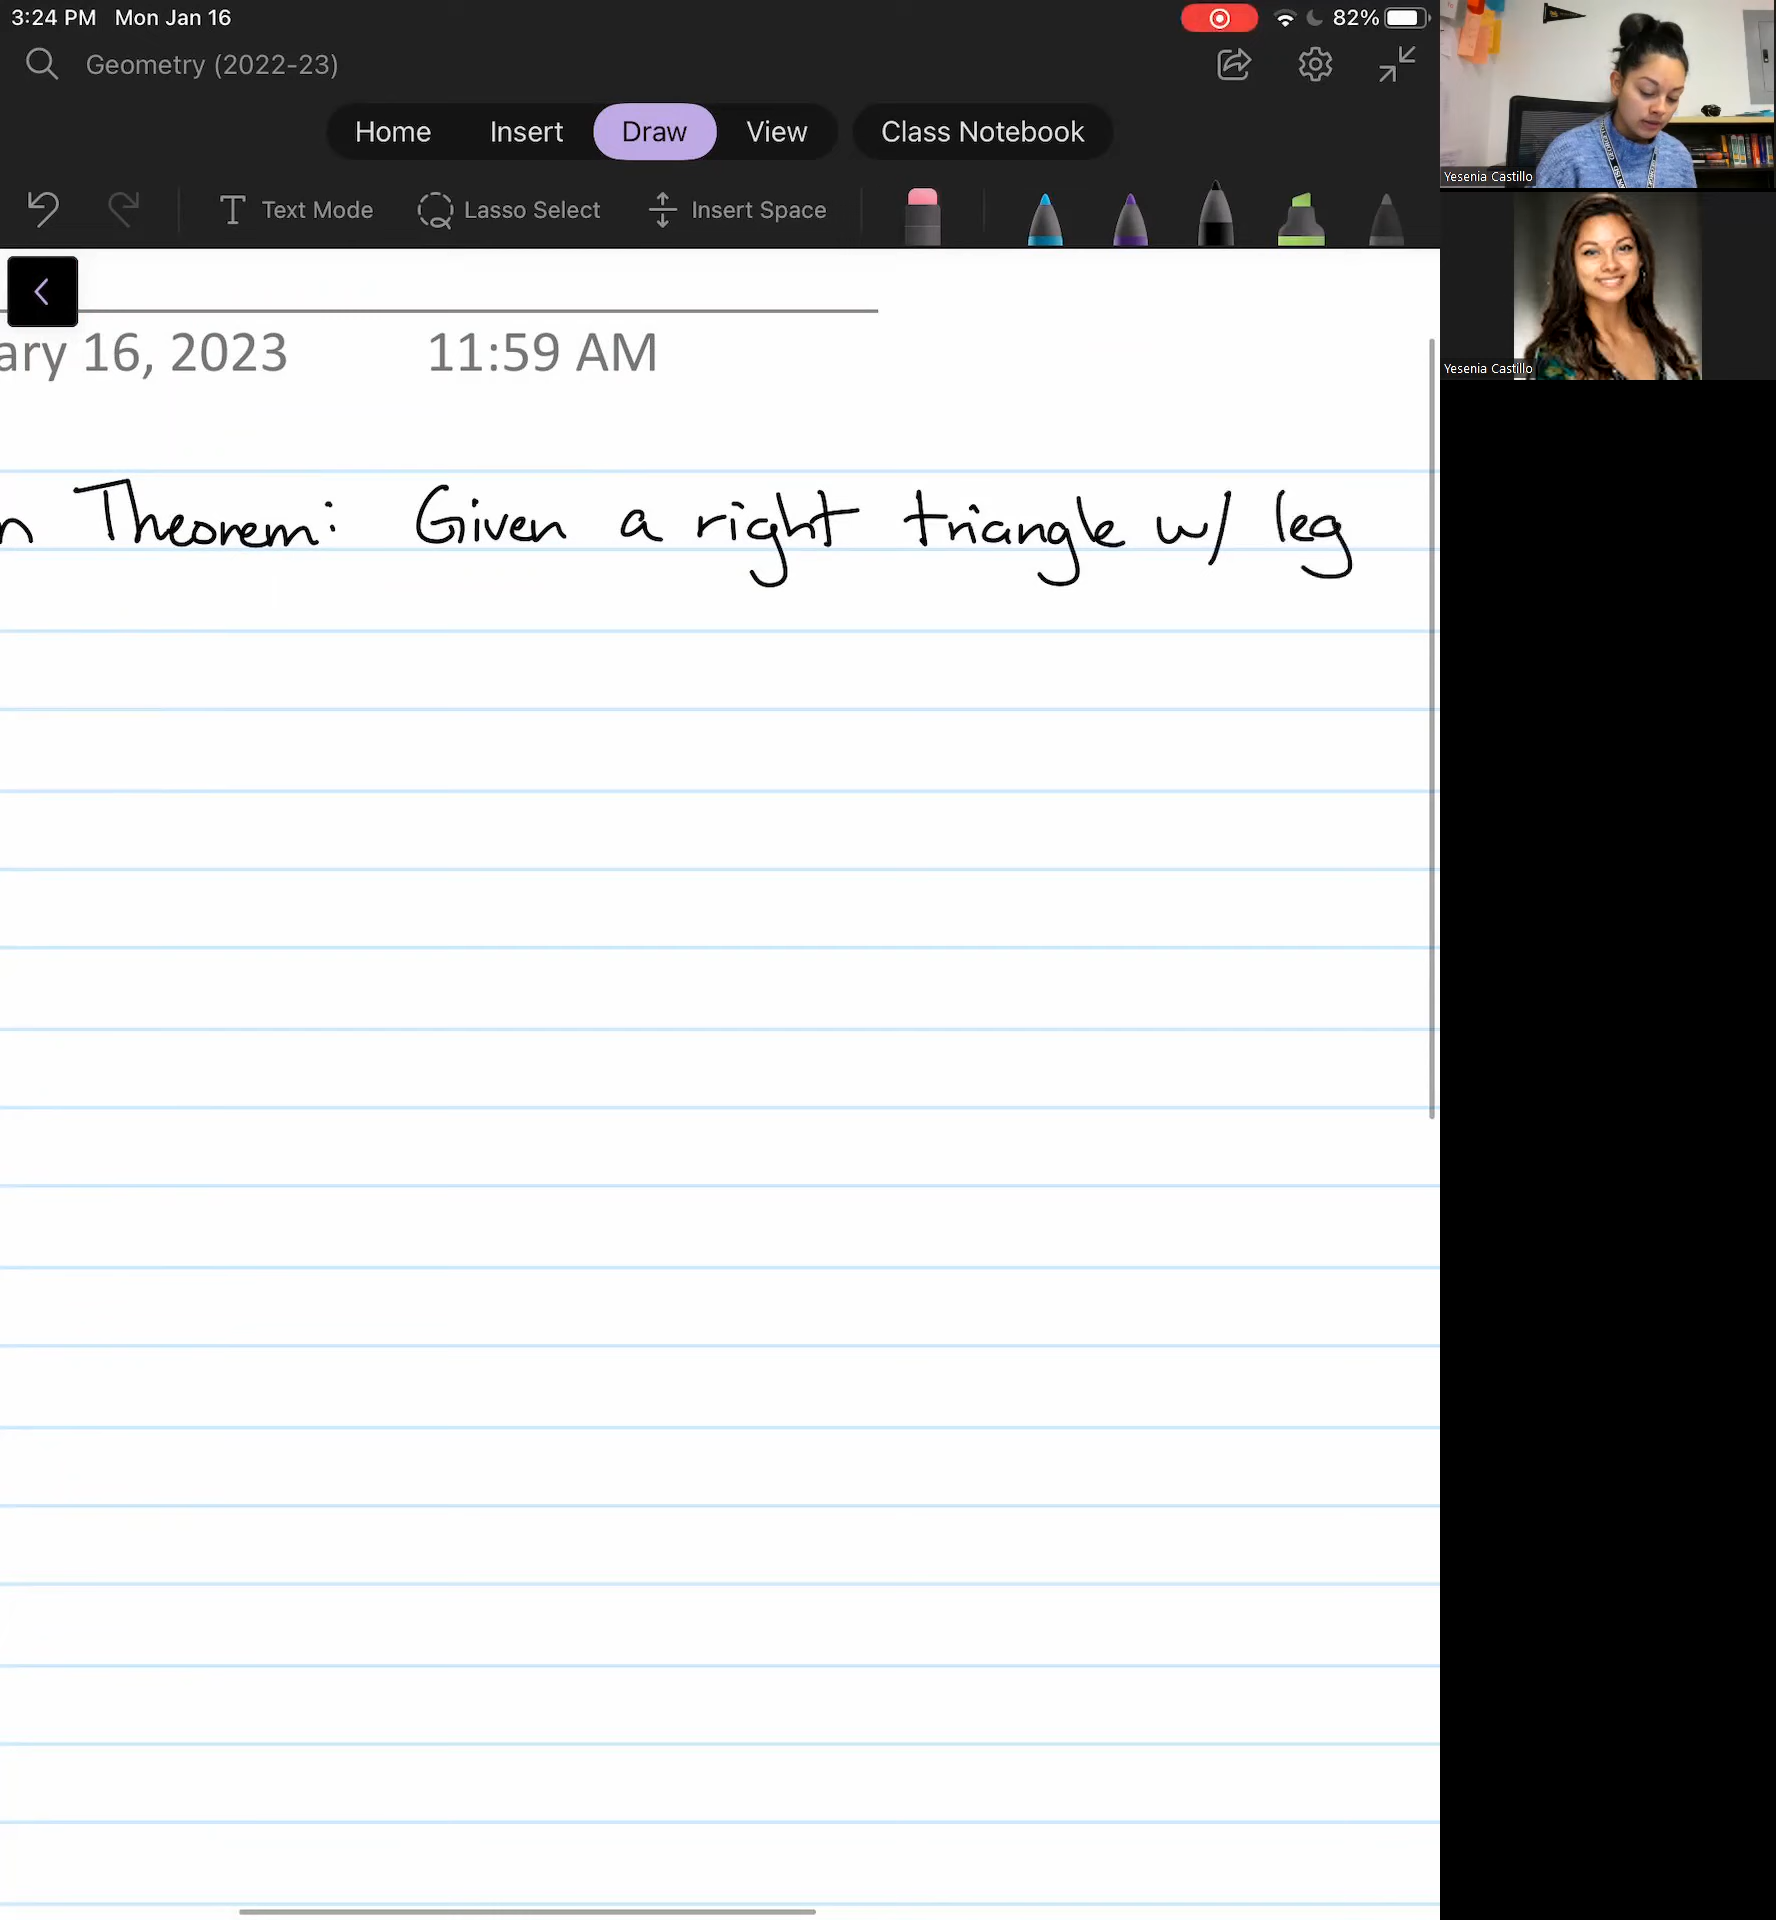 3:24 PM Mon Jan 16 82%
Geometry (2022-23)
Home Insert Draw View Class Notebook
Text Mode Lasso Select Insert Space
ary 16, 2023 11:59 AM
n Theorem: Given a right triangle w/ leg
Yesenia Castillo
Yesenia Castillo